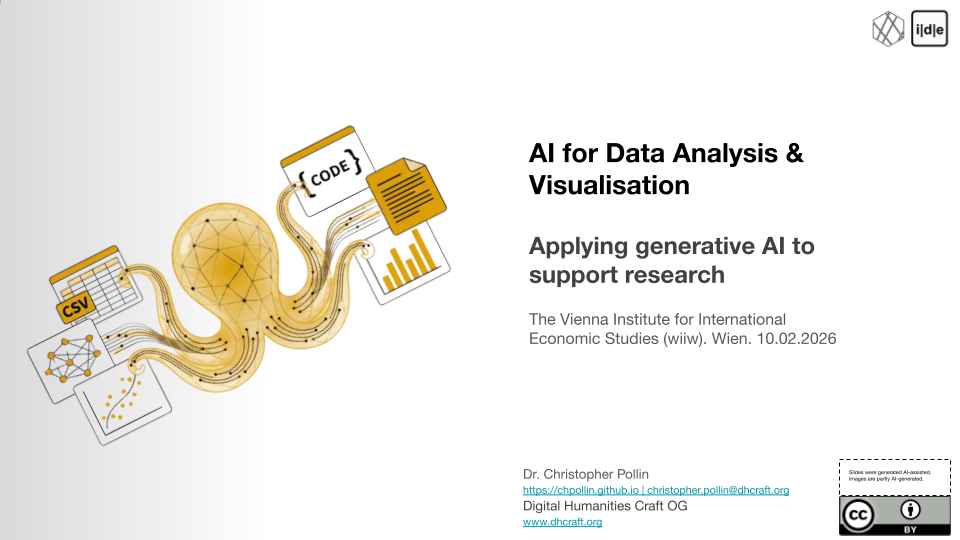 i|d|e
AI for Data Analysis &
Visualisation
Applying generative AI to
support research
The Vienna Institute for International
Economic Studies (wiiw). Wien. 10.02.2026
{ CODE }
CSV
Dr. Christopher Pollin
https://chpollin.github.io | christopher.pollin@dhcraft.org
Digital Humanities Craft OG
www.dhcraft.org
Slides were generated AI-assisted.
Images are partly AI-generated.
CC
BY